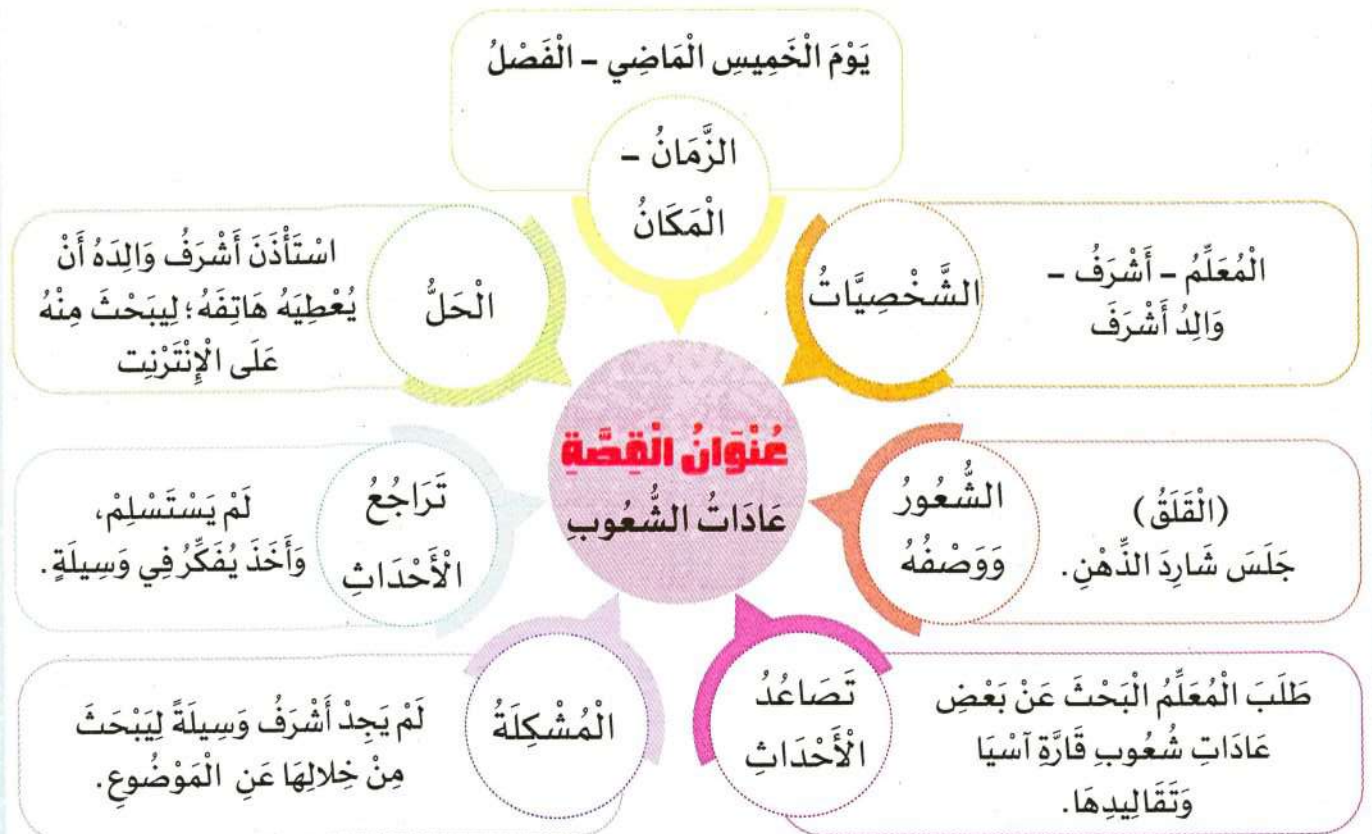 يَوْمَ الْخَمِيسِ الْمَاضِي – الْفَصْلُ
الزَّمَانُ –
الْمَكَانُ
الشَّخْصِيَّاتُ
الْمُعَلِّمُ – أَشْرَفُ –
وَالِدُ أَشْرَفَ
الْحَلُّ
اسْتَأْذَنَ أَشْرَفُ وَالِدَهُ أَنْ
يُعْطِيَهُ هَاتِفَهُ؛ لِيَبْحَثَ مِنْهُ
عَلَى الْإِنْتَرْنِت
عُنْوَانُ الْقِصَّةِ
عَادَاتُ الشُّعُوبِ
الشُّعُورُ
وَوَصْفُهُ
(الْقَلَقُ)
جَلَسَ شَارِدَ الذِّهْنِ.
تَرَاجُعُ
الْأَحْدَاثِ
لَمْ يَسْتَسْلِمْ،
وَأَخَذَ يُفَكِّرُ فِي وَسِيلَةٍ.
تَصَاعُدُ
الْأَحْدَاثِ
طَلَبَ الْمُعَلِّمُ الْبَحْثَ عَنْ بَعْضِ
عَادَاتِ شُعُوبِ قَارَّةِ آسْيَا
وَتَقَالِيدِهَا.
الْمُشْكِلَةُ
لَمْ يَجِدْ أَشْرَفُ وَسِيلَةً لِيَبْحَثَ
مِنْ خِلَالِهَا عَنِ الْمَوْضُوعِ.